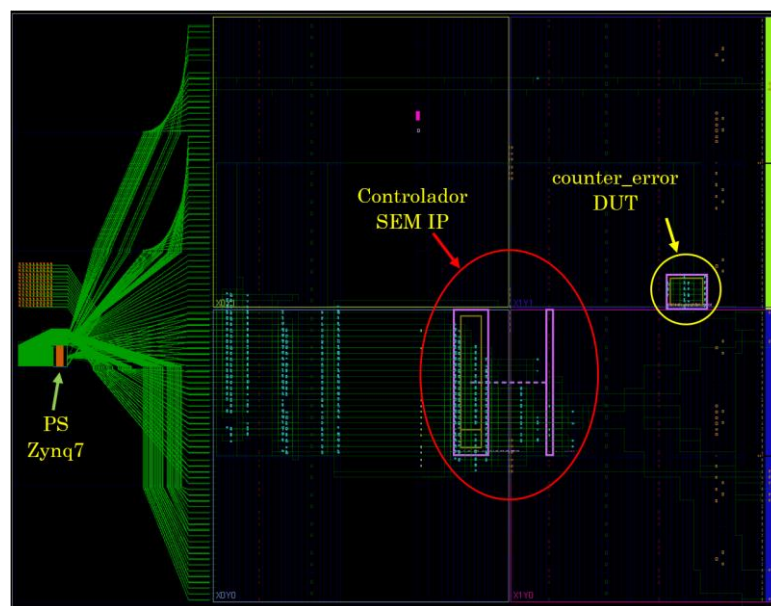 Controlador
SEM IP
counter_error
DUT
X1Y1
PS
Zynq7
X0Y0
X1Y0